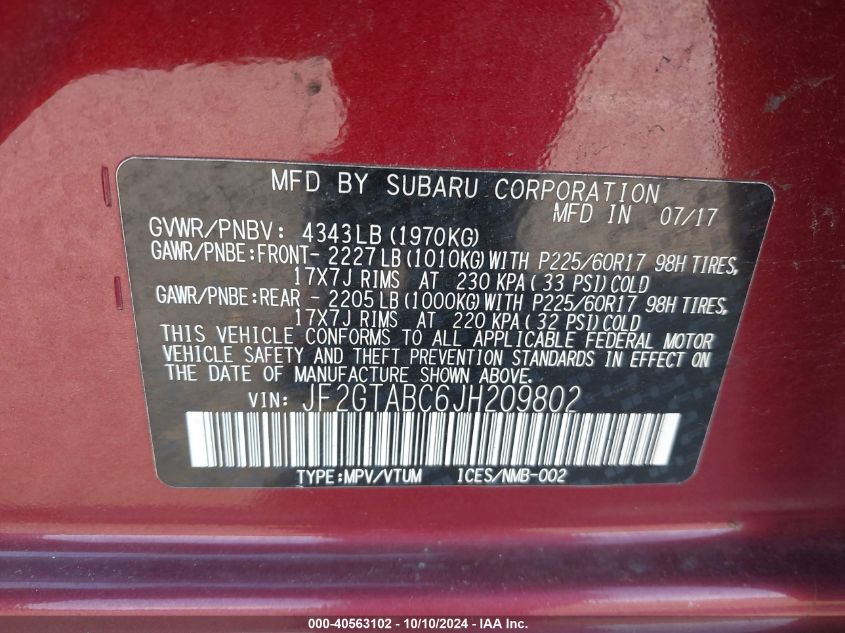 MFD BY SUBARU CORPORATION
MFD IN 07/17
GVWR/PNBV: 4343LB (1970KG)
GAWR/PNBE:FRONT- 2227 LB (1010KG) WITH P225/60R17 98H TIRES,
17X7J RIMS AT 230 KPA ( 33 PSI) COLD
GAWR/PNBE:REAR - 2205 LB (1000KG) WITH P225/60R17 98H TIRES,
17X7J RIMS AT 220 KPA ( 32 PSI) COLD
THIS VEHICLE CONFORMS TO ALL APPLICABLE FEDERAL MOTOR
VEHICLE SAFETY AND THEFT PREVENTION STANDARDS IN EFFECT ON
THE DATE OF MANUFACTURE SHOWN ABOVE.
VIN: JF2GTABC6JH209802
TYPE:MPV/VTUM ICES/NMB-002
000-40563102 - 10/10/2024 - IAA Inc.